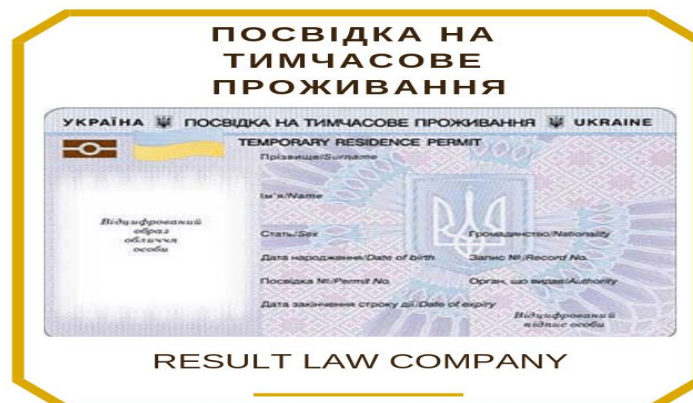 ПОСВІДКА НА
ТИМЧАСОВЕ
ПРОЖИВАННЯ
УКРАЇНА ПОСВІДКА НА ТИМЧАСОВЕ ПРОЖИВАННЯ UKRAINE
TEMPORARY RESIDENCE PERMIT
Прізвище/Surname
Ім'я/Name
Відцифрований
образ
обличчя
особи
Стать/Sex Громадянство/Nationality
Дата народження/Date of birth Запис №/Record No.
Посвідка №/Permit No. Орган, що видав/Authority
Дата закінчення строку дії/Date of expiry
Відцифрований
підпис особи
RESULT LAW COMPANY